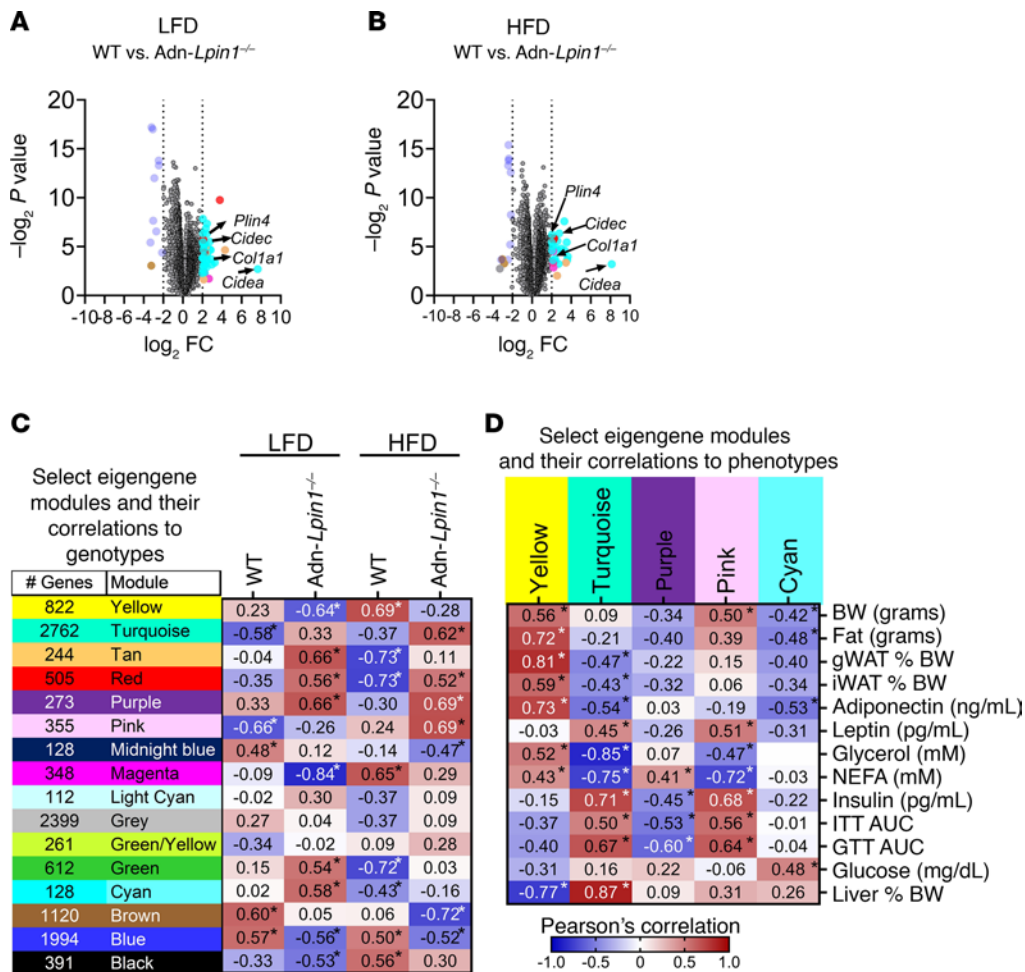 A
LFD
WT vs. Adn-Lpin1–/–
–log2 P value
20
15
10
5
0
Plin4
Cidec
Col1a1
Cidea
-10 -8 -6 -4 -2 0 2 4 6 8 10
log2 FC
B
HFD
WT vs. Adn-Lpin1–/–
–log2 P value
20
15
10
5
0
Plin4
Cidec
Col1a1
Cidea
-10 -8 -6 -4 -2 0 2 4 6 8 10
log2 FC
C
Select eigengene
modules and their
correlations to
genotypes
LFD HFD
WT Adn-Lpin1–/– WT Adn-Lpin1–/–
# Genes Module
822 Yellow 0.23 -0.64* 0.69* -0.28
2762 Turquoise -0.58* 0.33 -0.37 0.62*
244 Tan -0.04 0.66* -0.73* 0.11
505 Red -0.35 0.56* -0.73* 0.52*
273 Purple 0.33 0.66* -0.30 0.69*
355 Pink -0.66* -0.26 0.24 0.69*
128 Midnight blue 0.48* 0.12 -0.14 -0.47*
348 Magenta -0.09 -0.84* 0.65* 0.29
112 Light Cyan -0.02 0.30 -0.37 0.09
2399 Grey 0.27 0.04 -0.37 0.09
261 Green/Yellow -0.34 -0.02 0.09 0.28
612 Green 0.15 0.54* -0.72* 0.03
128 Cyan 0.02 0.58* -0.43* -0.16
1120 Brown 0.60* 0.05 0.06 -0.72*
1994 Blue 0.57* -0.56* 0.50* -0.52*
391 Black -0.33 -0.53* 0.56* 0.30
D
Select eigengene modules
and their correlations to phenotypes
Yellow Turquoise Purple Pink Cyan
0.56* 0.09 -0.34 0.50* -0.42* BW (grams)
0.72* -0.21 -0.40 0.39 -0.48* Fat (grams)
0.81* -0.47* -0.22 0.15 -0.40 gWAT % BW
0.59* -0.43* -0.32 0.06 -0.34 iWAT % BW
0.73* -0.54* 0.03 -0.19 -0.53* Adiponectin (ng/mL)
-0.03 0.45* -0.26 0.51* -0.31 Leptin (pg/mL)
0.52* -0.85* 0.07 -0.47* Glycerol (mM)
0.43* -0.75* 0.41* -0.72* -0.03 NEFA (mM)
-0.15 0.71* -0.45* 0.68* -0.22 Insulin (pg/mL)
-0.37 0.50* -0.53* 0.56* -0.01 ITT AUC
-0.40 0.67* -0.60* 0.64* -0.04 GTT AUC
-0.31 0.16 0.22 -0.06 0.48* Glucose (mg/dL)
-0.77* 0.87* 0.09 0.31 0.26 Liver % BW
Pearson's correlation
-1.0 -0.5 0 0.5 1.0